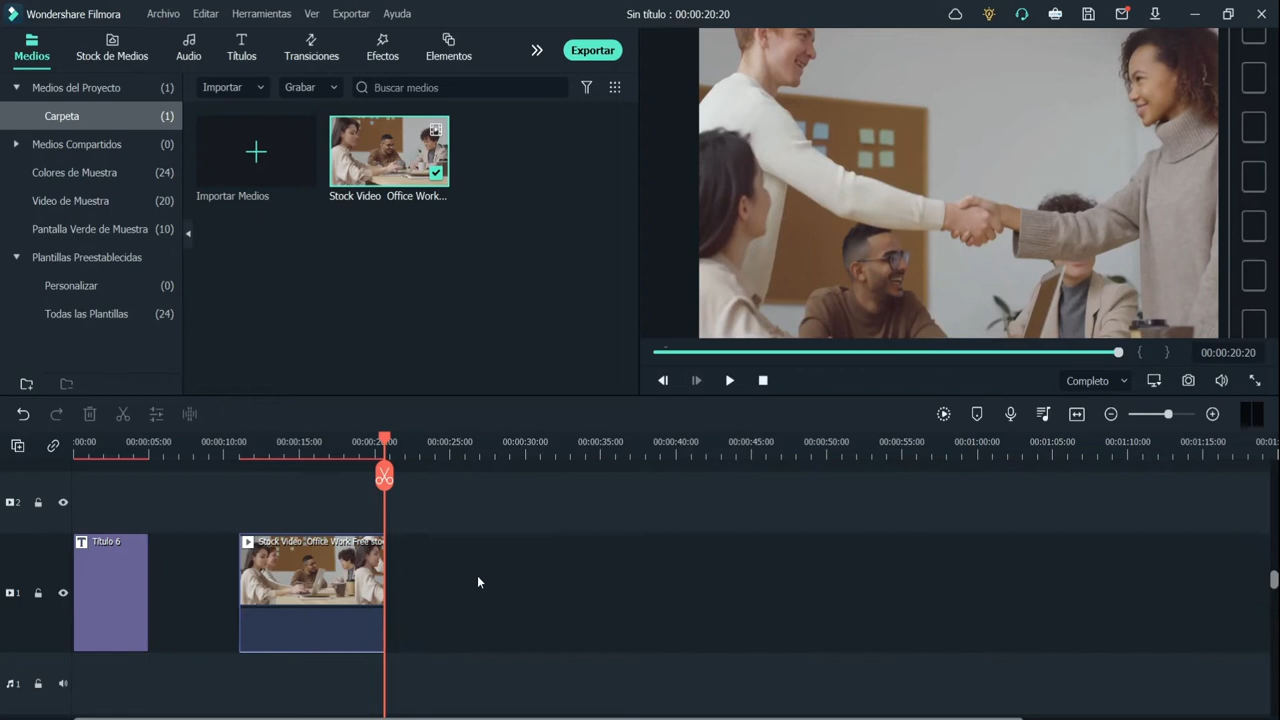 Wondershare Filmora Archivo Editar Herramientas Ver Exportar Ayuda Sin título : 00:00:20:20
Medios Stock de Medios Audio Títulos Transiciones Efectos Elementos Exportar
Medios del Proyecto (1)
Carpeta (1)
Medios Compartidos (0)
Colores de Muestra (24)
Video de Muestra (20)
Pantalla Verde de Muestra (10)
Plantillas Preestablecidas
Personalizar (0)
Todas las Plantillas (24)
Importar Grabar Buscar medios
Importar Medios Stock Video Office Work...
00:00:20:20
Completo
:00:00 00:00:05:00 00:00:10:00 00:00:15:00 00:00:25:00 00:00:30:00 00:00:35:00 00:00:40:00 00:00:45:00 00:00:50:00 00:00:55:00 00:01:00:00 00:01:05:00 00:01:10:00 00:01:15:00
2
1
Título 6 Stock Video Office Work Free sto
1